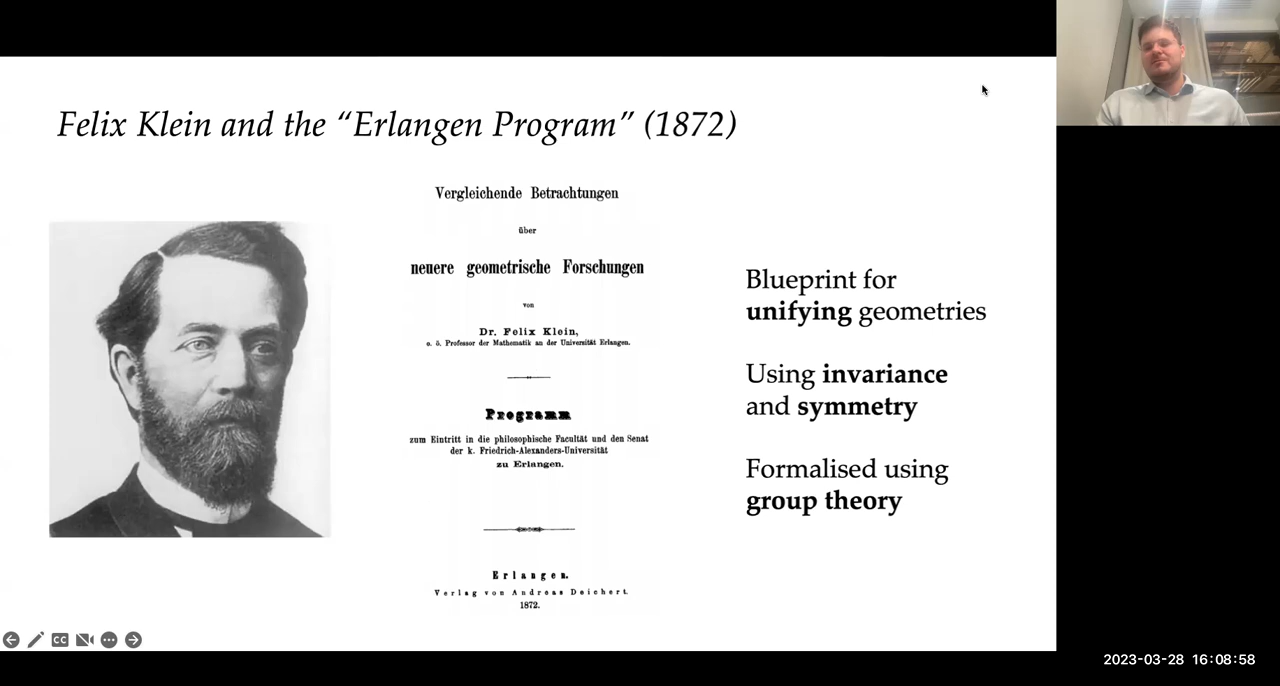 Felix Klein and the “Erlangen Program” (1872)
Vergleichende Betrachtungen
über
neuere geometrische Forschungen
von
Dr. Felix Klein,
o. ö. Professor der Mathematik an der Universität Erlangen.
Programm
zum Eintritt in die philosophische Facultät und den Senat
der k. Friedrich-Alexanders-Universität
zu Erlangen.
Erlangen.
Verlag von Andreas Deichert.
1872.
Blueprint for
unifying geometries
Using invariance
and symmetry
Formalised using
group theory
CC
2023-03-28 16:08:58